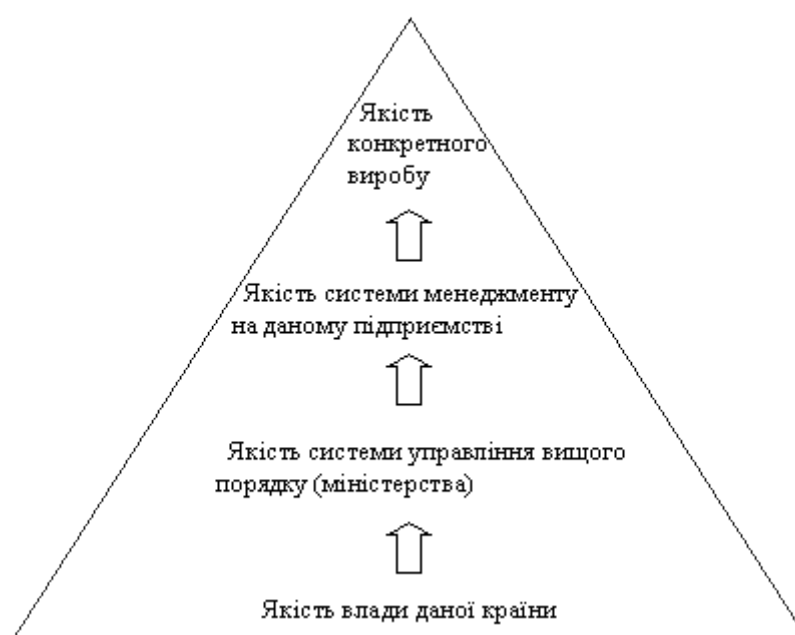 Якість
конкретного
виробу
Якість системи менеджменту
на даному підприємстві
Якість системи управління вищого
порядку (міністерства)
Якість влади даної країни